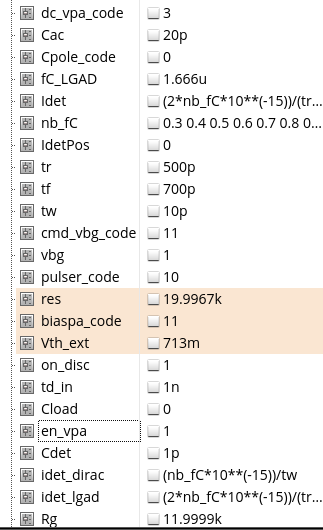 dc_vpa_code 3
Cac 20p
Cpole_code 0
fC_LGAD 1.666u
Idet (2*nb_fC*10**(-15))/(tr...
nb_fC 0.3 0.4 0.5 0.6 0.7 0.8 0...
IdetPos 0
tr 500p
tf 700p
tw 10p
cmd_vbg_code 11
vbg 1
pulser_code 10
res 19.9967k
biaspa_code 11
Vth_ext 713m
on_disc 1
td_in 1n
Cload 0
en_vpa 1
Cdet 1p
idet_dirac (nb_fC*10**(-15))/tw
idet_lgad (2*nb_fC*10**(-15))/(tr...
Rg 11.9999k